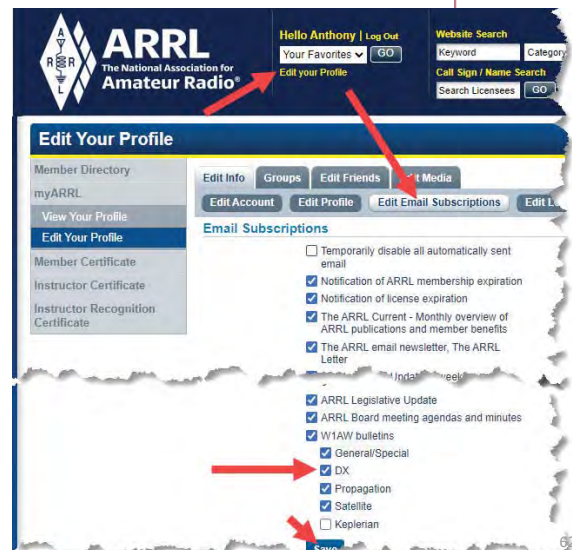 A
R R
L
ARRL
The National Association for
Amateur Radio®
Hello Anthony | Log Out
Your Favorites GO
Edit your Profile
Website Search
Keyword Category
Call Sign / Name Search
Search Licensees GO
Edit Your Profile
Member Directory
myARRL
View Your Profile
Edit Your Profile
Member Certificate
Instructor Certificate
Instructor Recognition
Certificate
Edit Info Groups Edit Friends Media
Edit Account Edit Profile Edit Email Subscriptions Edit
Email Subscriptions
Temporarily disable all automatically sent
email
Notification of ARRL membership expiration
Notification of license expiration
The ARRL Current - Monthly overview of
ARRL publications and member benefits
The ARRL email newsletter, The ARRL
Letter
ARRL Legislative Update
ARRL Board meeting agendas and minutes
W1AW bulletins
General/Special
DX
Propagation
Satellite
Keplerian
Save